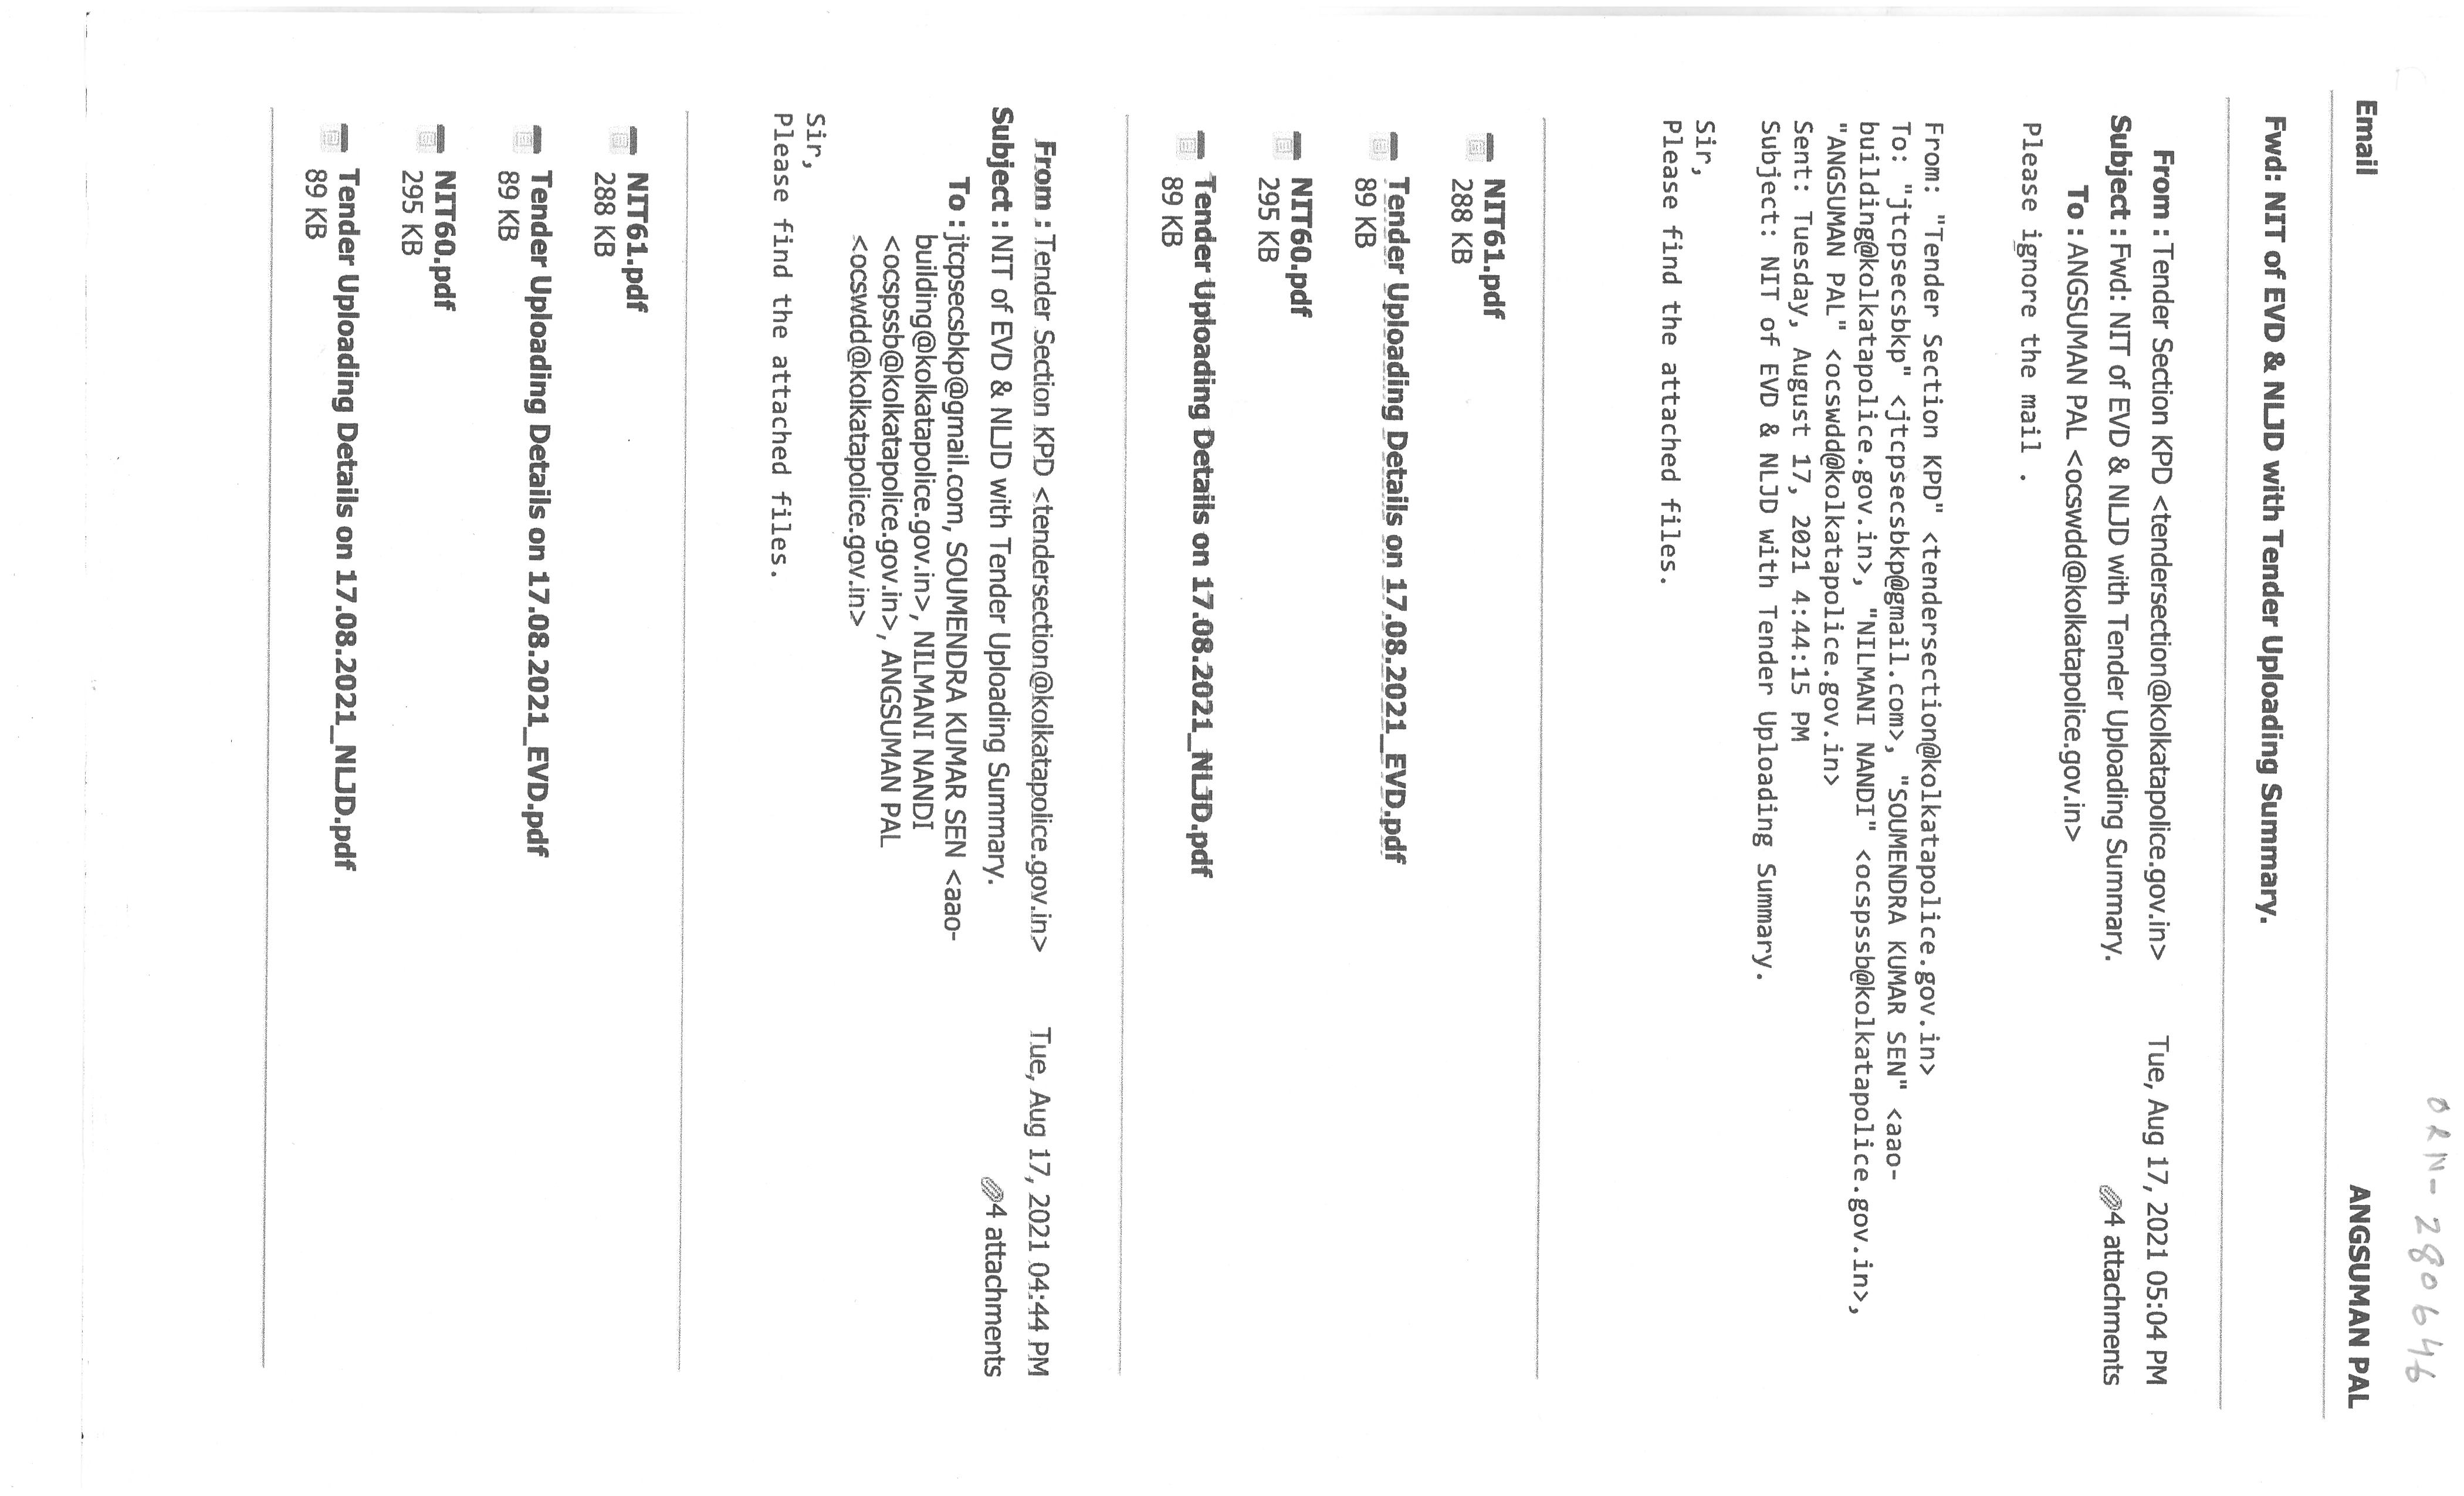 ORN-280646
Email
ANGSUMAN PAL
Fwd: NIT of EVD & NLJD with Tender Uploading Summary.
From : Tender Section KPD <tendersection@kolkatapolice.gov.in>
Tue, Aug 17, 2021 05:04 PM
Subject : Fwd: NIT of EVD & NLJD with Tender Uploading Summary.
4 attachments
To : ANGSUMAN PAL <ocswdd@kolkatapolice.gov.in>
Please ignore the mail .
From: "Tender Section KPD" <tendersection@kolkatapolice.gov.in>
To: "jtcpsecsbkp" <jtcpsecsbkp@gmail.com>, "SOUMENDRA KUMAR SEN" <aao-
building@kolkatapolice.gov.in>, "NILMANI NANDI" <ocspssb@kolkatapolice.gov.in>,
"ANGSUMAN PAL" <ocswdd@kolkatapolice.gov.in>
Sent: Tuesday, August 17, 2021 4:44:15 PM
Subject: NIT of EVD & NLJD with Tender Uploading Summary.
Sir,
Please find the attached files.
NIT61.pdf
288 KB
Tender Uploading Details on 17.08.2021_EVD.pdf
89 KB
NIT60.pdf
295 KB
Tender Uploading Details on 17.08.2021_NLJD.pdf
89 KB
From : Tender Section KPD <tendersection@kolkatapolice.gov.in>
Tue, Aug 17, 2021 04:44 PM
Subject : NIT of EVD & NLJD with Tender Uploading Summary.
4 attachments
To : jtcpsecsbkp@gmail.com, SOUMENDRA KUMAR SEN <aao-
building@kolkatapolice.gov.in>, NILMANI NANDI
<ocspssb@kolkatapolice.gov.in>, ANGSUMAN PAL
<ocswdd@kolkatapolice.gov.in>
Sir,
Please find the attached files.
NIT61.pdf
288 KB
Tender Uploading Details on 17.08.2021_EVD.pdf
89 KB
NIT60.pdf
295 KB
Tender Uploading Details on 17.08.2021_NLJD.pdf
89 KB